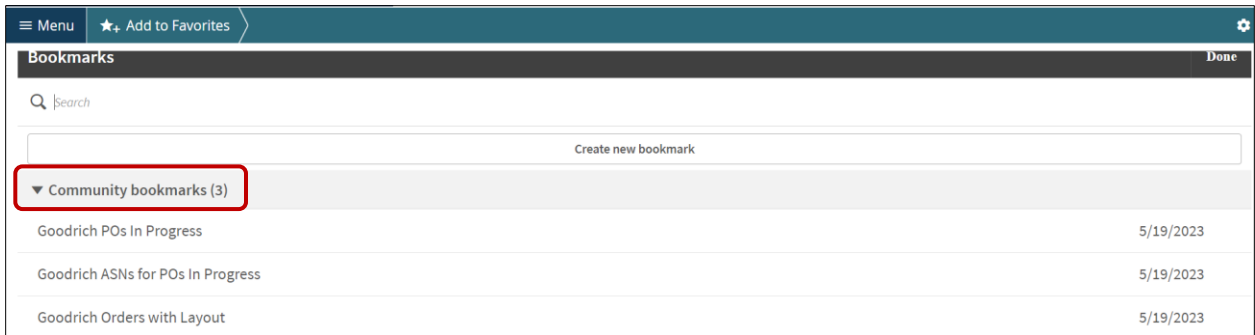 Menu Add to Favorites
Bookmarks Done
Search
Create new bookmark
Community bookmarks (3)
Goodrich POs In Progress 5/19/2023
Goodrich ASNs for POs In Progress 5/19/2023
Goodrich Orders with Layout 5/19/2023